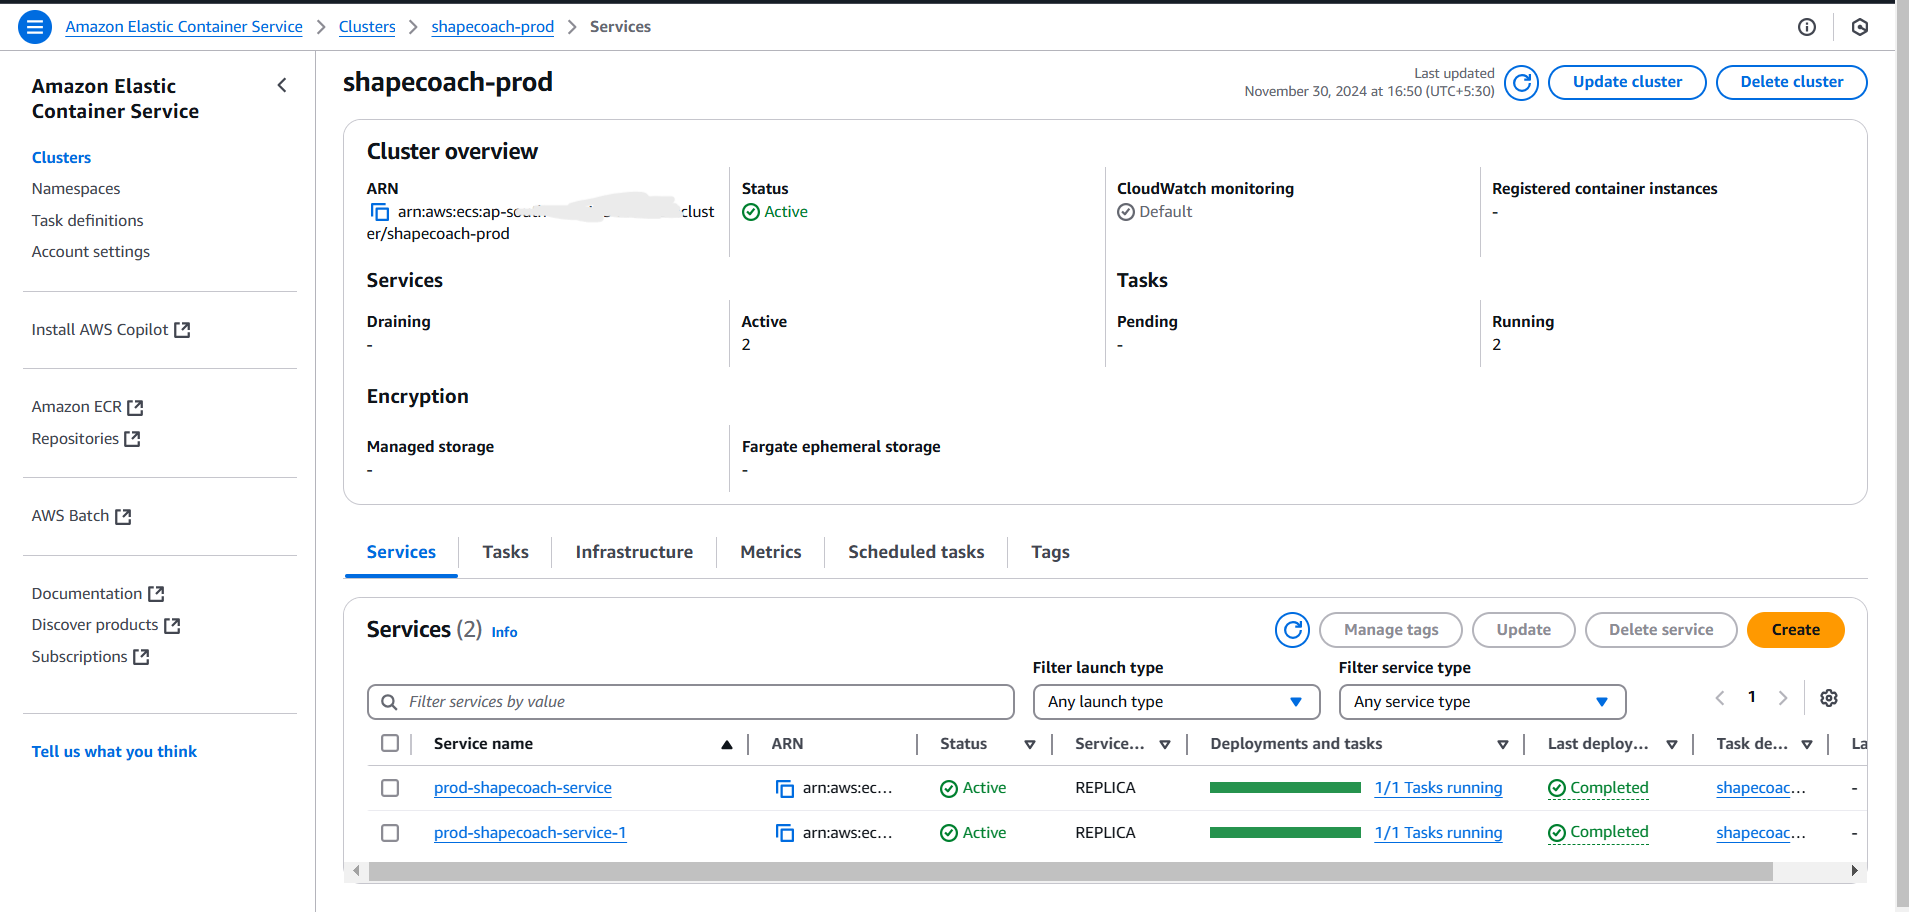 Amazon Elastic Container Service > Clusters > shapecoach-prod > Services
Amazon Elastic
Container Service
Clusters
Namespaces
Task definitions
Account settings
Install AWS Copilot
Amazon ECR
Repositories
AWS Batch
Documentation
Discover products
Subscriptions
Tell us what you think
shapecoach-prod
Last updated
November 30, 2024 at 16:50 (UTC+5:30)
Update cluster
Delete cluster
Cluster overview
ARN
arn:aws:ecs:ap- clust
er/shapecoach-prod
Status
Active
CloudWatch monitoring
Default
Registered container instances
-
Services
Draining
-
Active
2
Tasks
Pending
-
Running
2
Encryption
Managed storage
-
Fargate ephemeral storage
-
Services Tasks Infrastructure Metrics Scheduled tasks Tags
Services (2) Info
Manage tags Update Delete service Create
Filter launch type Filter service type
Filter services by value Any launch type Any service type 1
Service name ARN Status Service... Deployments and tasks Last deploy... Task de... La
prod-shapecoach-service arn:aws:ec... Active REPLICA 1/1 Tasks running Completed shapecoac... -
prod-shapecoach-service-1 arn:aws:ec... Active REPLICA 1/1 Tasks running Completed shapecoac... -